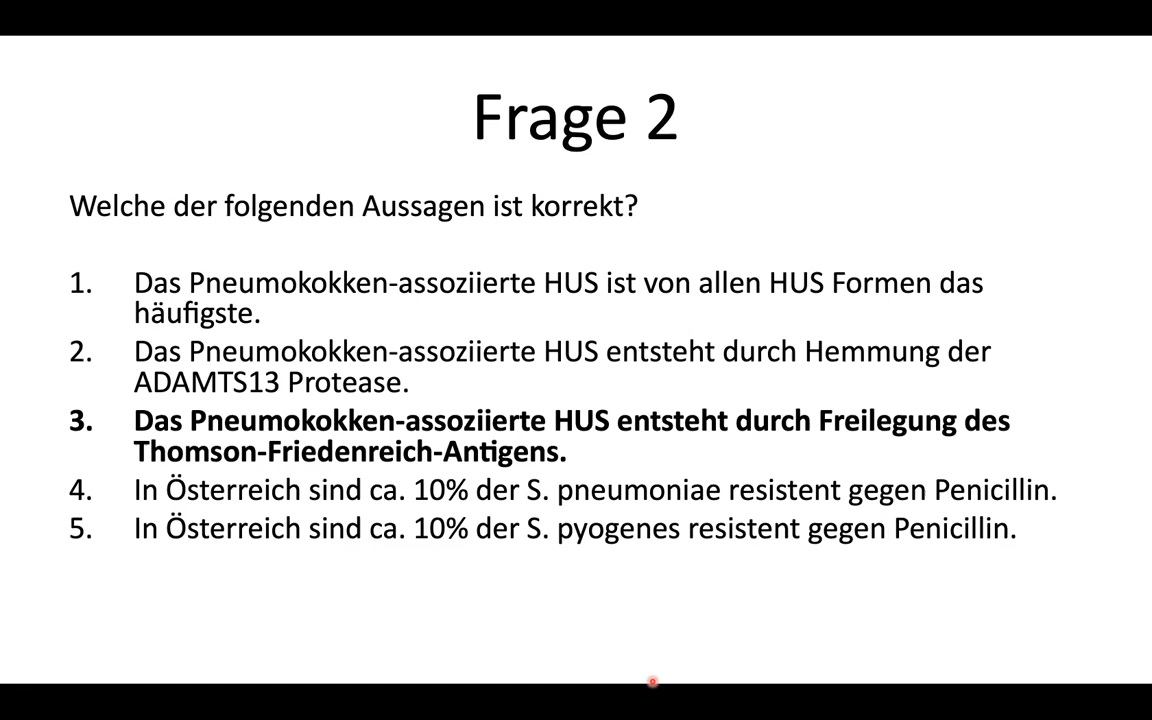 Frage 2
Welche der folgenden Aussagen ist korrekt?
1. Das Pneumokokken-assoziierte HUS ist von allen HUS Formen das
häufigste.
2. Das Pneumokokken-assoziierte HUS entsteht durch Hemmung der
ADAMTS13 Protease.
3. Das Pneumokokken-assoziierte HUS entsteht durch Freilegung des
Thomson-Friedenreich-Antigens.
4. In Österreich sind ca. 10% der S. pneumoniae resistent gegen Penicillin.
5. In Österreich sind ca. 10% der S. pyogenes resistent gegen Penicillin.